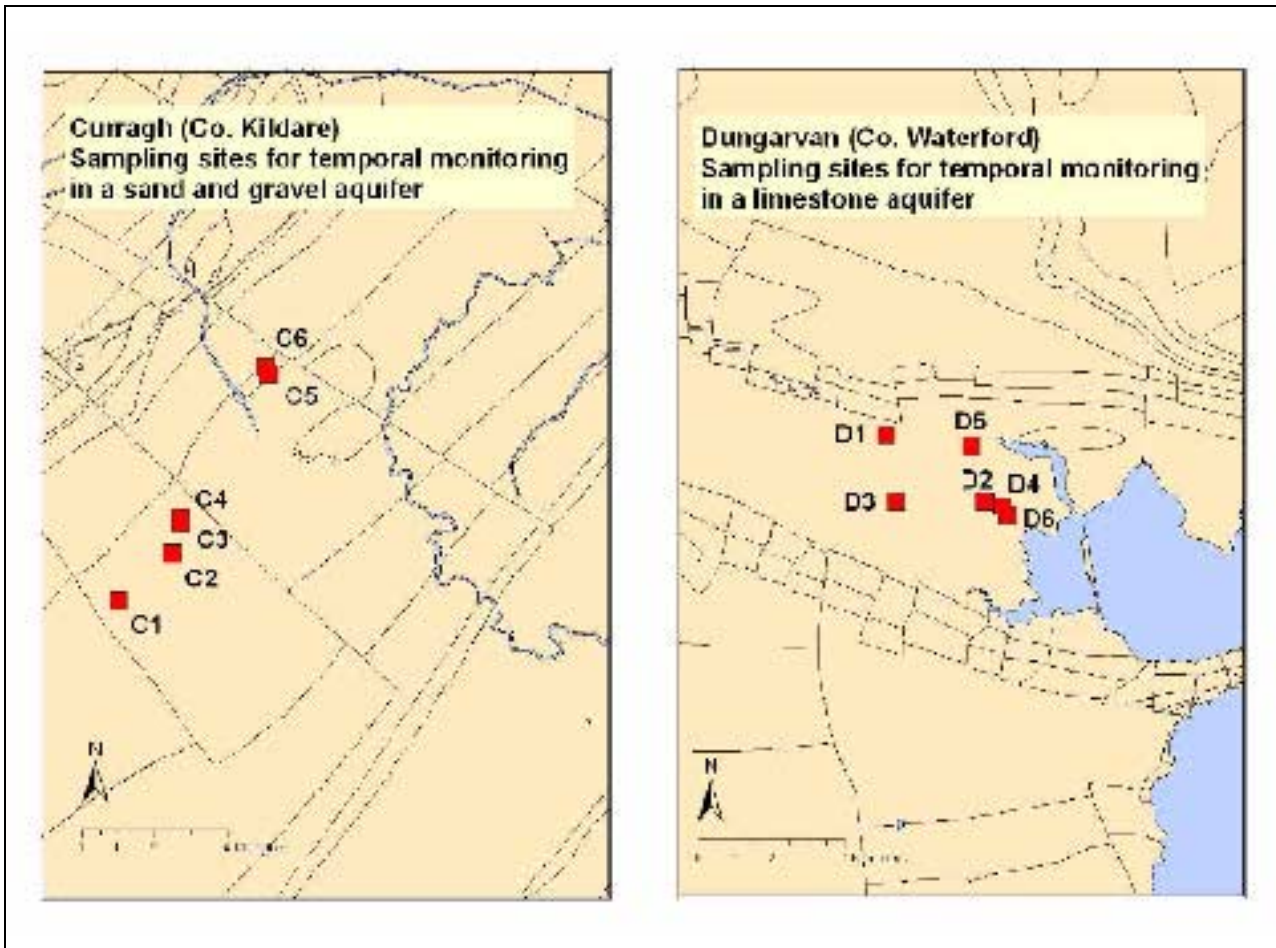 Curragh (Co. Kildare)
Sampling sites for temporal monitoring
in a sand and gravel aquifer
C6
C5
C4
C3
C2
C1
N
Dungarvan (Co. Waterford)
Sampling sites for temporal monitoring
in a limestone aquifer
D1
D5
D2
D4
D3
D6
N